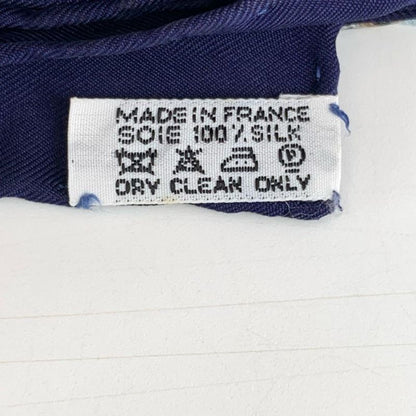 MADE IN FRANCE
SOIE 100% SILK
P
DRY CLEAN ONLY